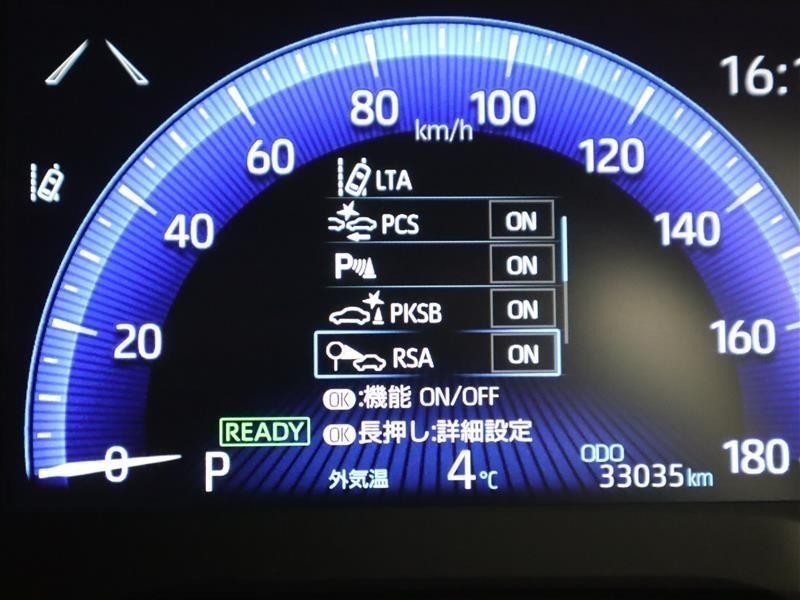 16:1
80
100
km/h
60
120
LTA
40
PCS ON
140
P ON
PKSB ON
20
RSA ON
160
OK:機能 ON/OFF
READY
OK長押し:詳細設定
0
P
外気温 4℃
ODO
33035km
180